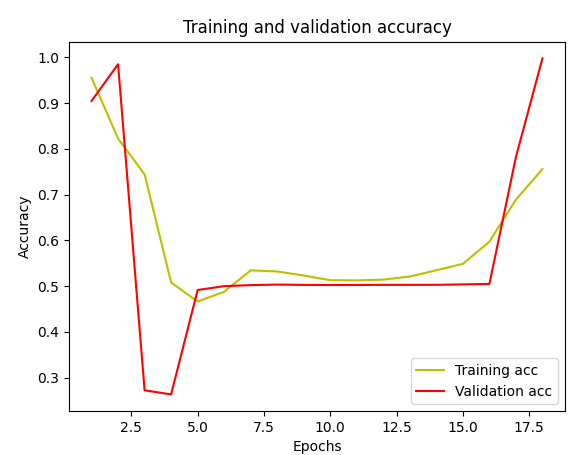 Training and validation accuracy
1.0
0.9
0.8
0.7
0.6
0.5
0.4
0.3
Accuracy
Training acc
Validation acc
2.5 5.0 7.5 10.0 12.5 15.0 17.5
Epochs